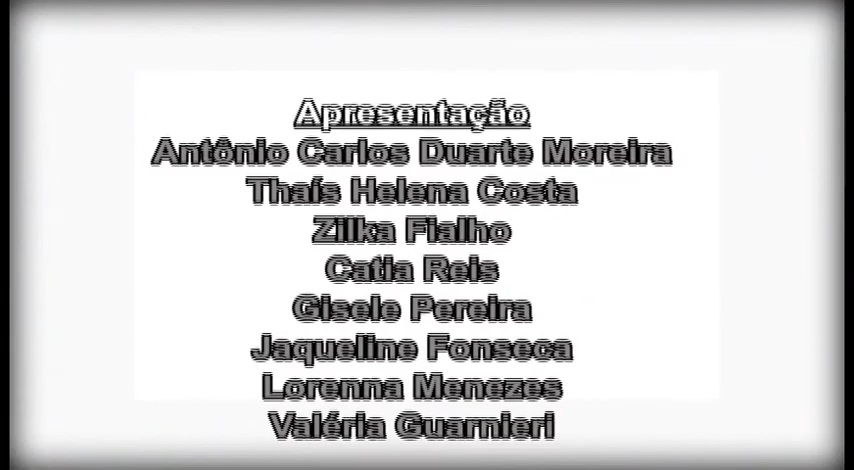 Apresentação
Antônio Carlos Duarte Moreira
Thaís Helena Costa
Zilka Fialho
Catia Reis
Gisele Pereira
Jaqueline Fonseca
Lorenna Menezes
Valéria Guarnieri